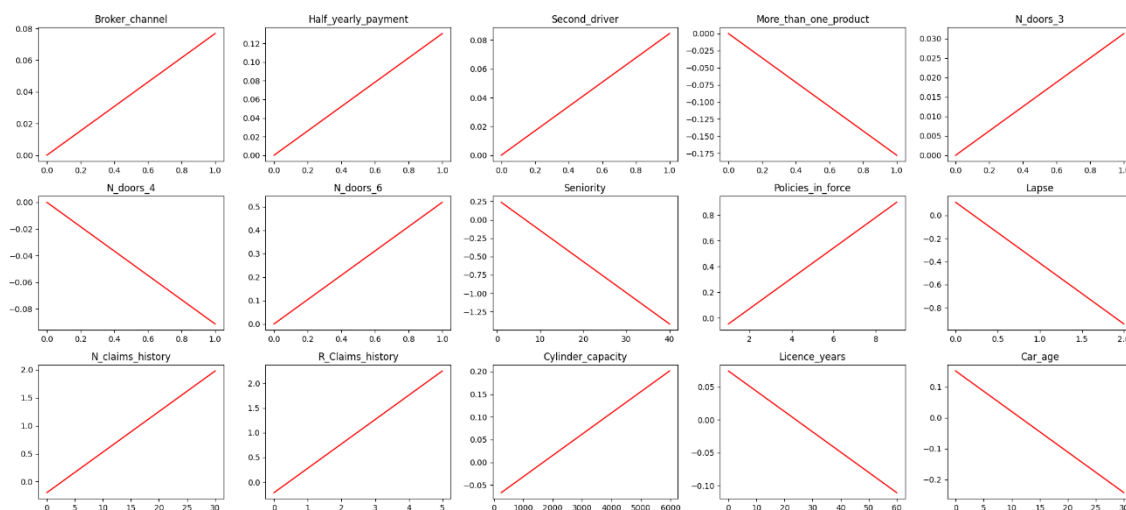 Broker_channel
0.08
0.06
0.04
0.02
0.00
0.0 0.2 0.4 0.6 0.8 1.0
Half_yearly_payment
0.12
0.10
0.08
0.06
0.04
0.02
0.00
0.0 0.2 0.4 0.6 0.8 1.0
Second_driver
0.08
0.06
0.04
0.02
0.00
0.0 0.2 0.4 0.6 0.8 1.0
More_than_one_product
0.000
−0.025
−0.050
−0.075
−0.100
−0.125
−0.150
−0.175
0.0 0.2 0.4 0.6 0.8 1.0
N_doors_3
0.030
0.025
0.020
0.015
0.010
0.005
0.000
0.0 0.2 0.4 0.6 0.8 1.0
N_doors_4
0.00
−0.02
−0.04
−0.06
−0.08
0.0 0.2 0.4 0.6 0.8 1.0
N_doors_6
0.5
0.4
0.3
0.2
0.1
0.0
0.0 0.2 0.4 0.6 0.8 1.0
Seniority
0.25
0.00
−0.25
−0.50
−0.75
−1.00
−1.25
0 10 20 30 40
Policies_in_force
0.8
0.6
0.4
0.2
0.0
2 4 6 8
Lapse
0.0
−0.2
−0.4
−0.6
−0.8
0.0 0.5 1.0 1.5 2.0
N_claims_history
2.0
1.5
1.0
0.5
0.0
0 5 10 15 20 25 30
R_Claims_history
2.0
1.5
1.0
0.5
0.0
0 1 2 3 4 5
Cylinder_capacity
0.20
0.15
0.10
0.05
0.00
−0.05
0 1000 2000 3000 4000 5000 6000
Licence_years
0.05
0.00
−0.05
−0.10
0 10 20 30 40 50 60
Car_age
0.1
0.0
−0.1
−0.2
0 5 10 15 20 25 30